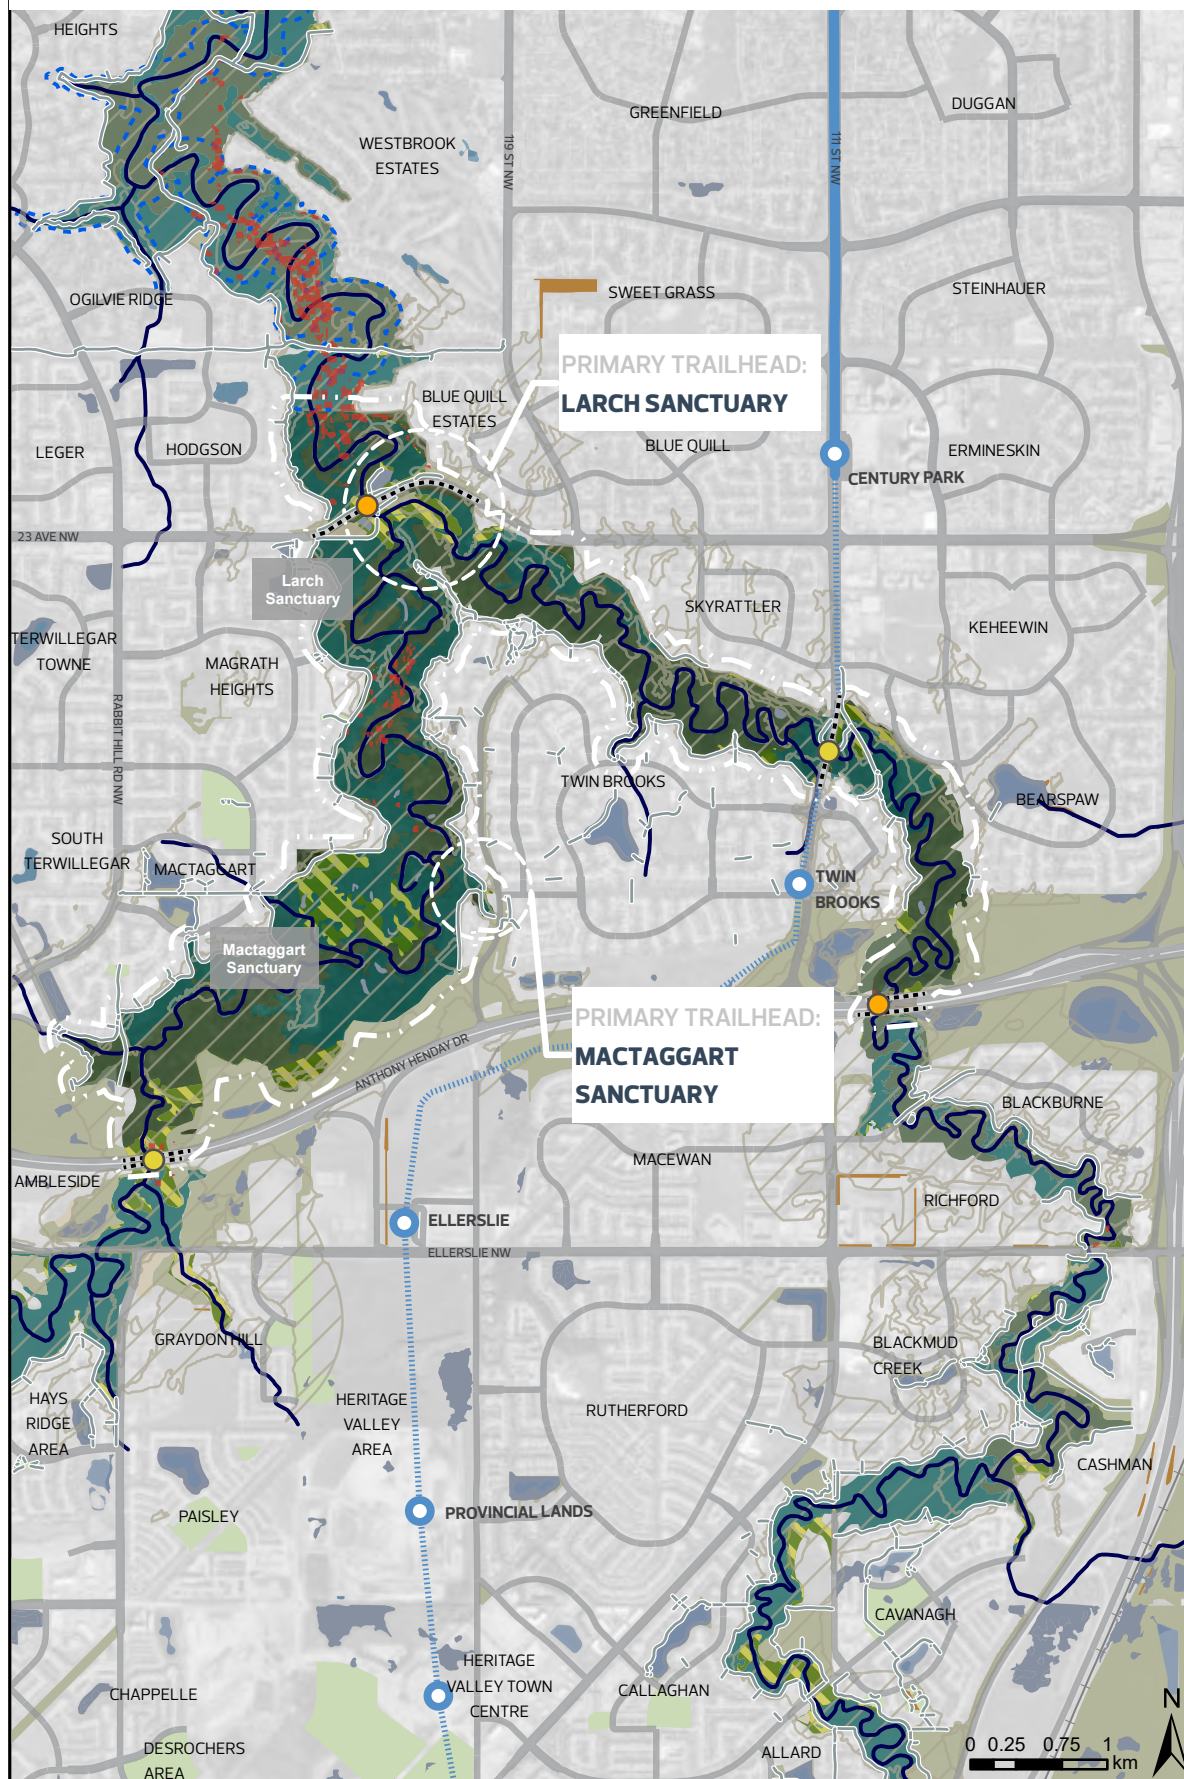 HEIGHTS
GREENFIELD
DUGGAN
WESTBROOK
ESTATES
119 ST NW
111 ST NW
OGILVIE RIDGE
SWEET GRASS
STEINHAUER
PRIMARY TRAILHEAD:
LARCH SANCTUARY
BLUE QUILL
ESTATES
LEGER
HODGSON
BLUE QUILL
ERMINESKIN
CENTURY PARK
23 AVE NW
Larch
Sanctuary
SKYRATTLER
KEHEEWIN
TERWILLEGAR
TOWNE
MAGRATH
HEIGHTS
RABBIT HILL RD NW
TWIN BROOKS
BEARSPAW
SOUTH
TERWILLEGAR
MACTAGGART
TWIN
BROOKS
Mactaggart
Sanctuary
PRIMARY TRAILHEAD:
MACTAGGART
SANCTUARY
ANTHONY HENDAY DR
BLACKBURNE
MACEWAN
AMBLESIDE
RICHFORD
ELLERSLIE
ELLERSLIE NW
GRAYDON HILL
BLACKMUD
CREEK
HAYS
RIDGE
AREA
HERITAGE
VALLEY
AREA
RUTHERFORD
CASHMAN
PAISLEY
PROVINCIAL LANDS
CAVANAGH
HERITAGE
VALLEY TOWN
CENTRE
CHAPPELLE
CALLAGHAN
DESROCHERS
AREA
ALLARD
N
0 0.25 0.75 1
km